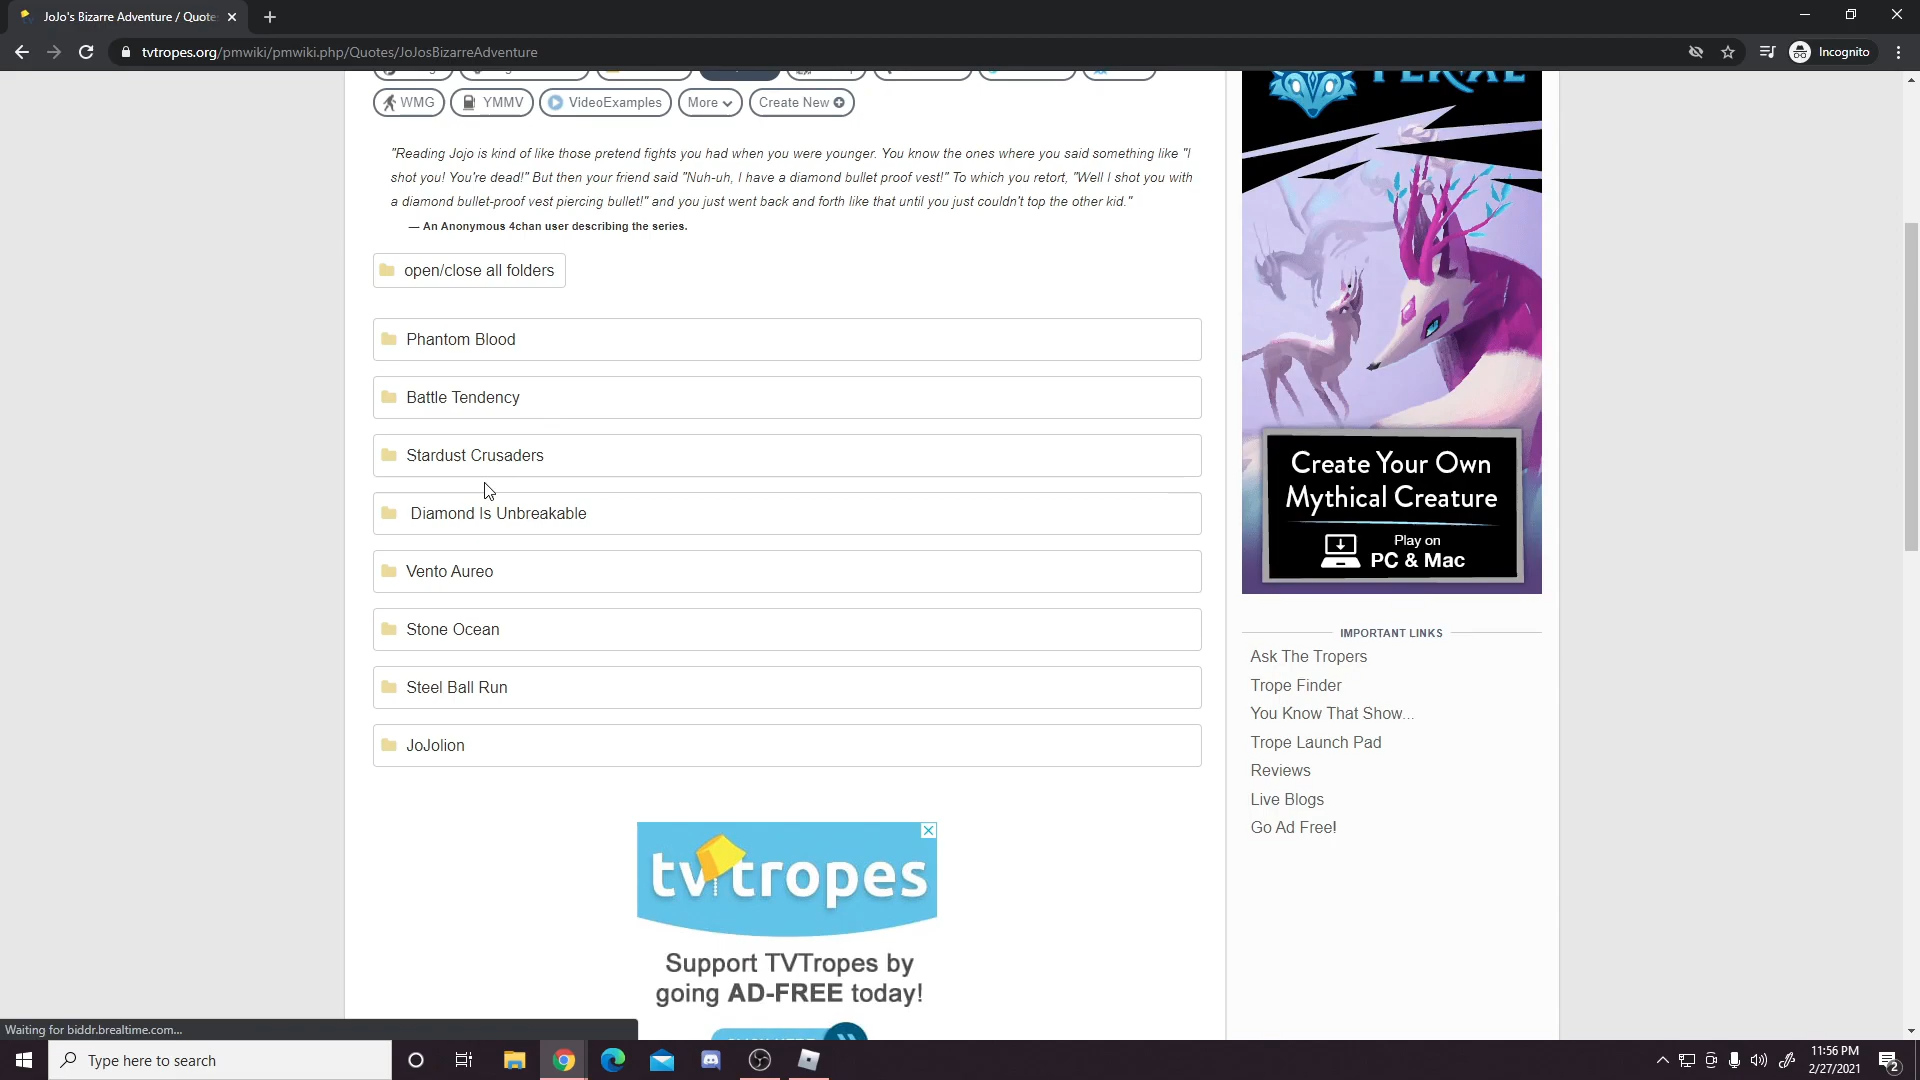 JoJo's Bizarre Adventure / Quote
tvtropes.org/pmwiki/pmwiki.php/Quotes/JoJosBizarreAdventure
Incognito
WMG
YMMV
VideoExamples
More
Create New
"Reading Jojo is kind of like those pretend fights you had when you were younger. You know the ones where you said something like "I
shot you! You're dead!" But then your friend said "Nuh-uh, I have a diamond bullet proof vest!" To which you retort, "Well I shot you with
a diamond bullet-proof vest piercing bullet!" and you just went back and forth like that until you just couldn't top the other kid."
— An Anonymous 4chan user describing the series.
open/close all folders
Phantom Blood
Battle Tendency
Stardust Crusaders
Diamond Is Unbreakable
Vento Aureo
Stone Ocean
Steel Ball Run
JoJolion
tvtropes
Support TVTropes by
going AD-FREE today!
Create Your Own
Mythical Creature
Play on
PC & Mac
IMPORTANT LINKS
Ask The Tropers
Trope Finder
You Know That Show...
Trope Launch Pad
Reviews
Live Blogs
Go Ad Free!
Waiting for biddr.brealtime.com...
Type here to search
11:56 PM
2/27/2021
2